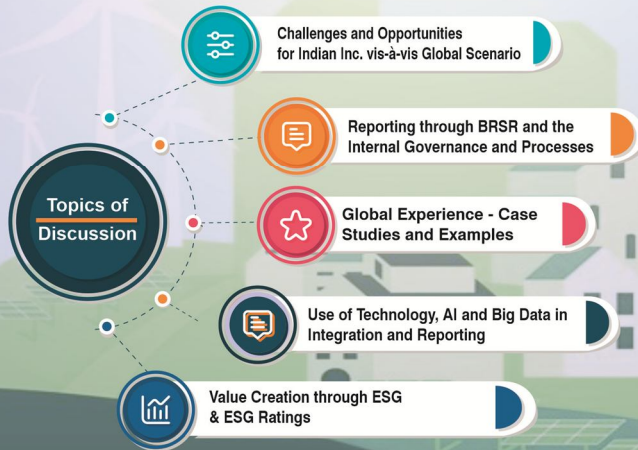 Challenges and Opportunities
for Indian Inc. vis-à-vis Global Scenario
Reporting through BRSR and the
Internal Governance and Processes
Topics of
Discussion
Global Experience - Case
Studies and Examples
Use of Technology, AI and Big Data in
Integration and Reporting
Value Creation through ESG
& ESG Ratings